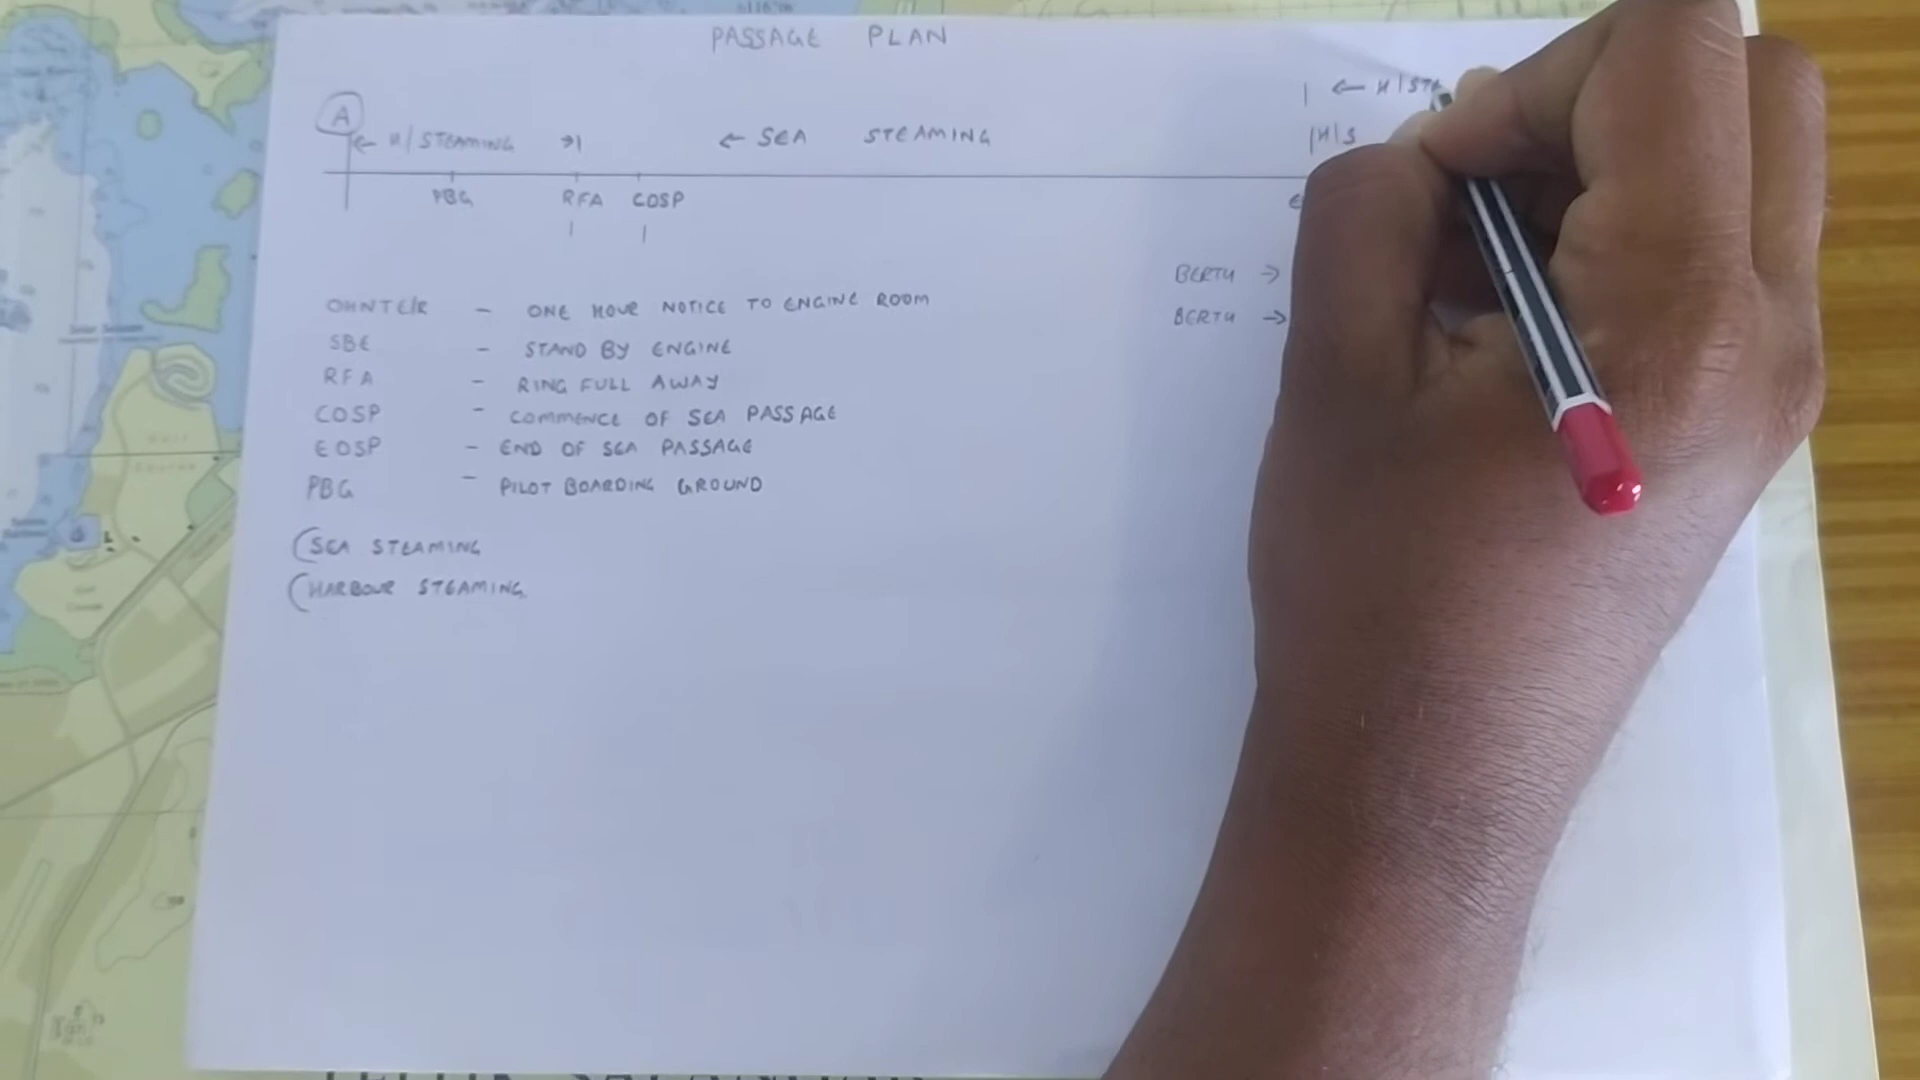 PASSAGE PLAN
A
← H/STEAMING →|
← SEA STEAMING
| ← H/STE
|H|S
PBG RFA COSP
BERTH →
BERTH →
OHNTE/R - ONE HOUR NOTICE TO ENGINE ROOM
SBE - STAND BY ENGINE
RFA - RING FULL AWAY
COSP - COMMENCE OF SEA PASSAGE
EOSP - END OF SEA PASSAGE
PBG - PILOT BOARDING GROUND
(SEA STEAMING
(HARBOUR STEAMING.